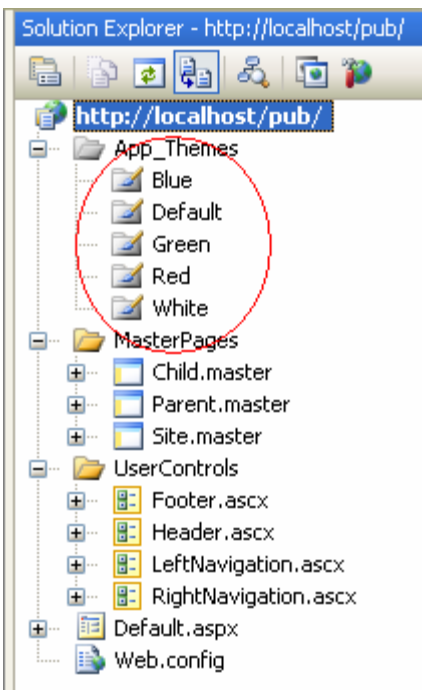 Solution Explorer - http://localhost/pub/
http://localhost/pub/
App_Themes
Blue
Default
Green
Red
White
MasterPages
Child.master
Parent.master
Site.master
UserControls
Footer.ascx
Header.ascx
LeftNavigation.ascx
RightNavigation.ascx
Default.aspx
Web.config